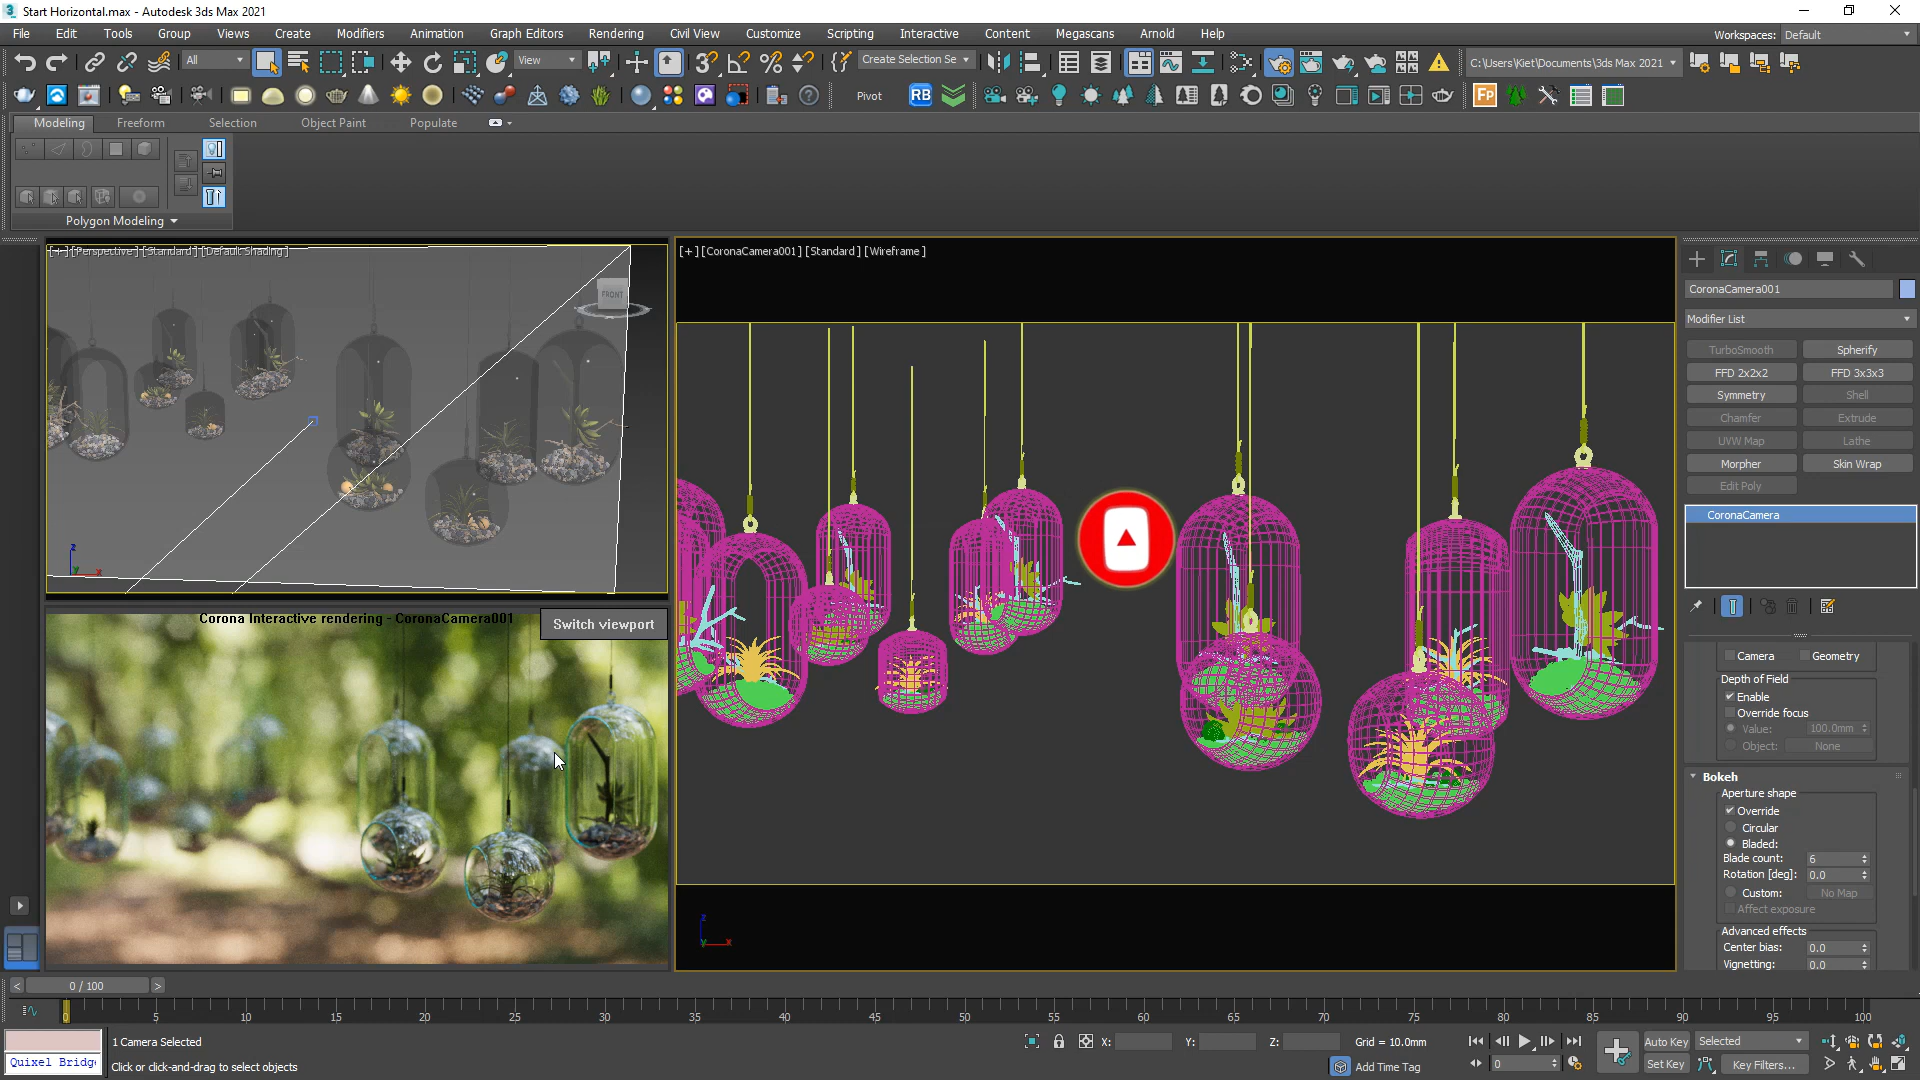 Start Horizontal.max - Autodesk 3ds Max 2021
File Edit Tools Group Views Create Modifiers Animation Graph Editors Rendering Civil View Customize Scripting Interactive Content Megascans Arnold Help
Workspaces: Default
All View Create Selection Se C:\Users\Kiet\Documents\3ds Max 2021
Pivot RB Fp
Modeling Freeform Selection Object Paint Populate
Polygon Modeling
[+][Perspective][Standard][Default Shading]
FRONT
[+][CoronaCamera001][Standard][Wireframe]
CoronaCamera001
Modifier List
TurboSmooth Spherify
FFD 2x2x2 FFD 3x3x3
Symmetry Shell
Chamfer Extrude
UVW Map Lathe
Morpher Skin Wrap
Edit Poly
CoronaCamera
Corona Interactive rendering - CoronaCamera001
Switch viewport
Camera Geometry
Depth of Field
Enable
Override focus
Value: 100.0mm
Object: None
Bokeh
Aperture shape
Override
Circular
Bladed:
Blade count: 6
Rotation [deg]: 0.0
Custom: No Map
Affect exposure
Advanced effects
Center bias: 0.0
Vignetting: 0.0
z
y x
z
y x
< 0 / 100 >
0 5 10 15 20 25 30 35 40 45 50 55 60 65 70 75 80 85 90 95 100
1 Camera Selected
Quixel Bridg
Click or click-and-drag to select objects
X: Y: Z: Grid = 10.0mm
Add Time Tag
0
Auto Key Selected
Set Key Key Filters...